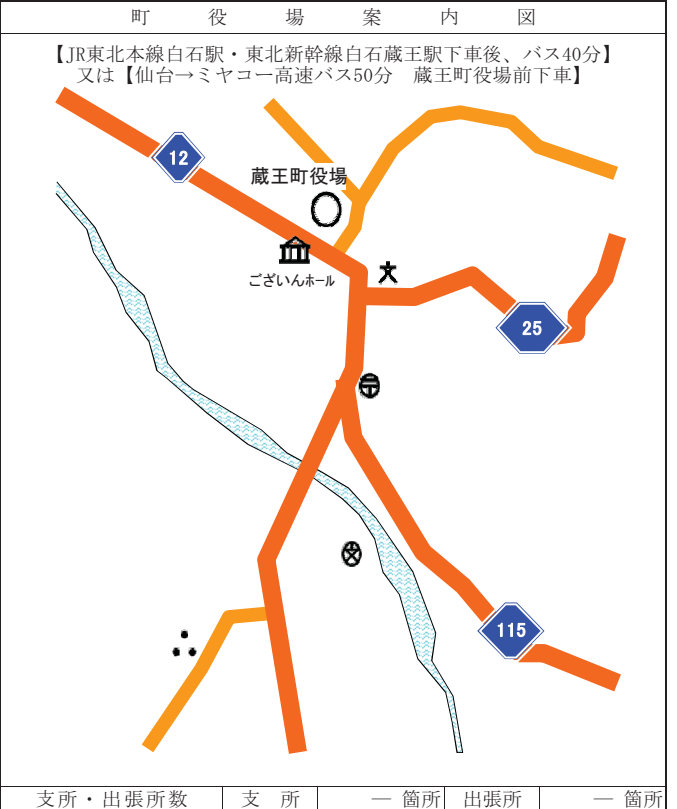 町役場案内図
【JR東北本線白石駅・東北新幹線白石蔵王駅下車後、バス40分】
又は【仙台→ミヤコー高速バス50分　蔵王町役場前下車】
12
蔵王町役場
ございんホール
文
25
115
支所・出張所数 支所 ― 箇所 出張所 ― 箇所